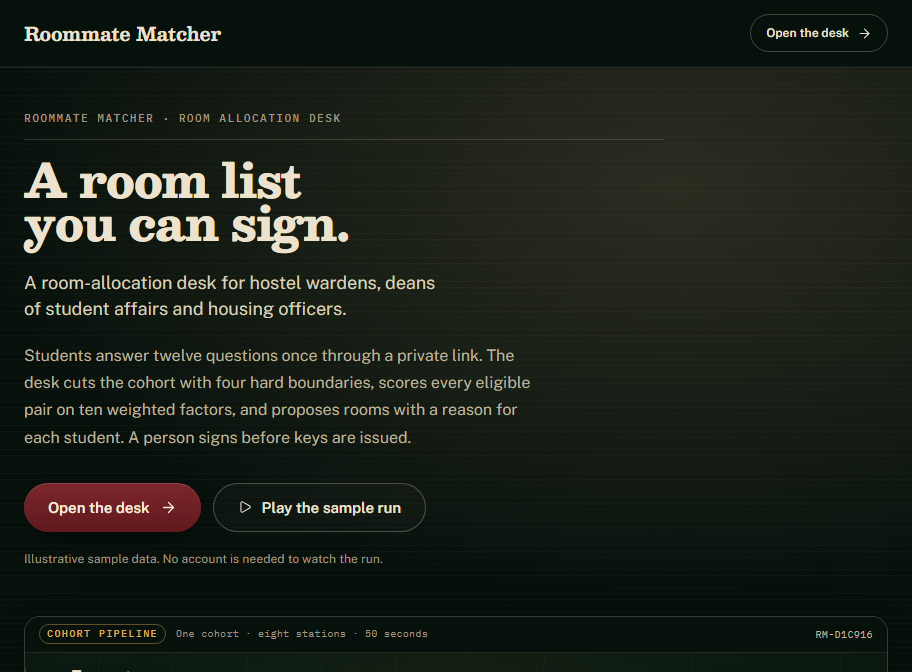 Roommate Matcher
Open the desk
ROOMMATE MATCHER · ROOM ALLOCATION DESK
A room list
you can sign.
A room-allocation desk for hostel wardens, deans
of student affairs and housing officers.
Students answer twelve questions once through a private link. The
desk cuts the cohort with four hard boundaries, scores every eligible
pair on ten weighted factors, and proposes rooms with a reason for
each student. A person signs before keys are issued.
Open the desk
Play the sample run
Illustrative sample data. No account is needed to watch the run.
COHORT PIPELINE
One cohort · eight stations · 50 seconds
RM-D1C916